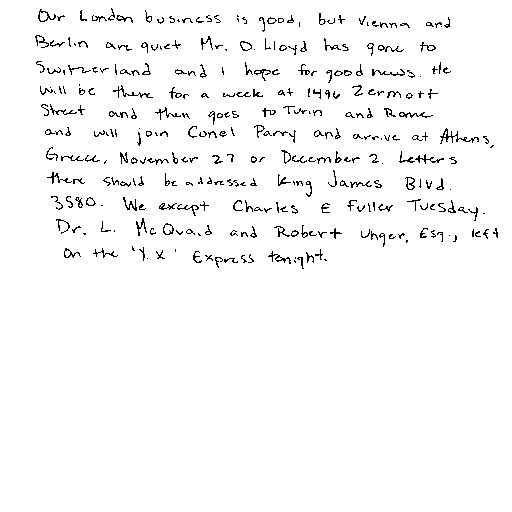 Our London business is good, but Vienna and
Berlin are quiet Mr. D. Lloyd has gone to
Switzerland and I hope for good news. He
will be there for a week at 1496 Zermott
Street and then goes to Turin and Rome
and will join Conel Parry and arrive at Athens,
Greece, November 27 or December 2. Letters
there should be addressed King James Blvd.
3580. We except Charles E Fuller Tuesday.
Dr. L. McQuaid and Robert Unger, Esq., left
on the 'Y.X' Express tonight.